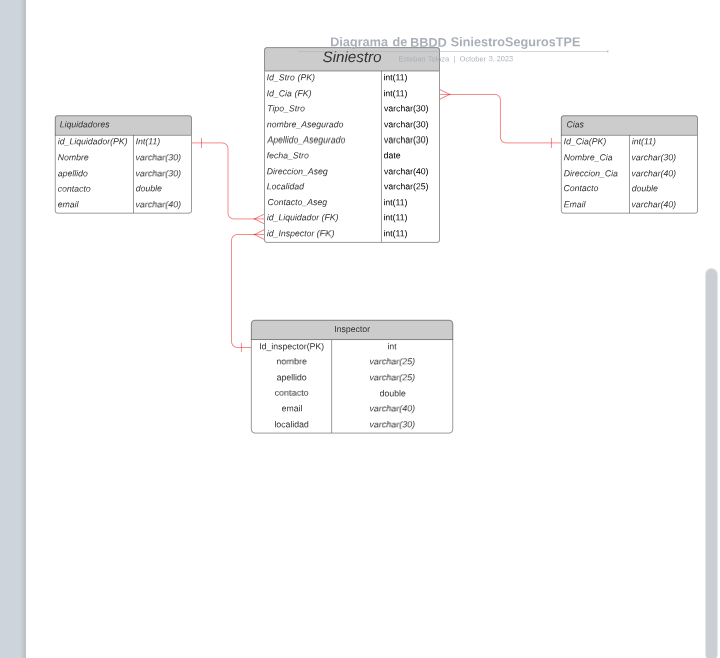 Diagrama de BBDD SiniestroSegurosTPE
Siniestro
Esteban | October 3, 2023
Id_Stro (PK) int(11)
Id_Cia (FK) int(11)
Tipo_Stro varchar(30)
nombre_Asegurado varchar(30)
Apellido_Asegurado varchar(30)
fecha_Stro date
Direccion_Aseg varchar(40)
Localidad varchar(25)
Contacto_Aseg int(11)
id_Liquidador (FK) int(11)
id_Inspector (FK) int(11)
Liquidadores
id_Liquidador(PK) Int(11)
Nombre varchar(30)
apellido varchar(30)
contacto double
email varchar(40)
Cias
Id_Cia(PK) int(11)
Nombre_Cia varchar(30)
Direccion_Cia varchar(40)
Contacto double
Email varchar(40)
Inspector
Id_inspector(PK) int
nombre varchar(25)
apellido varchar(25)
contacto double
email varchar(40)
localidad varchar(30)